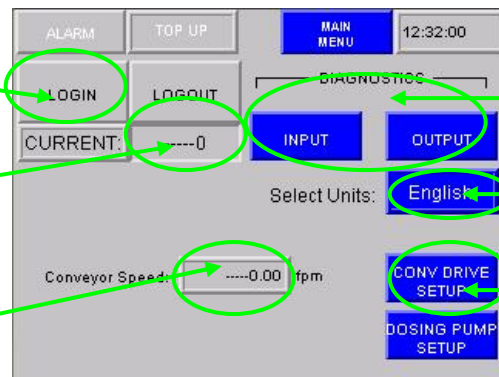 ALARM
TOP UP
MAIN
MENU
12:32:00
LOGIN
LOGOUT
DIAGNOSTICS
CURRENT:
-----0
INPUT
OUTPUT
Select Units:
English
Conveyor Speed:
----0.00
fpm
CONV DRIVE
SETUP
DOSING PUMP
SETUP